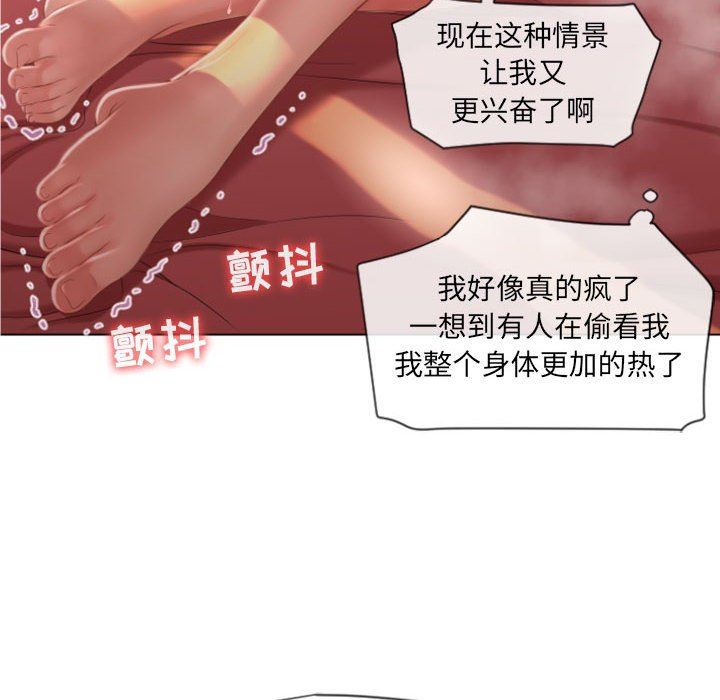 现在这种情景
让我又
更兴奋了啊
颤抖
颤抖
我好像真的疯了
一想到有人在偷看我
我整个身体更加的热了